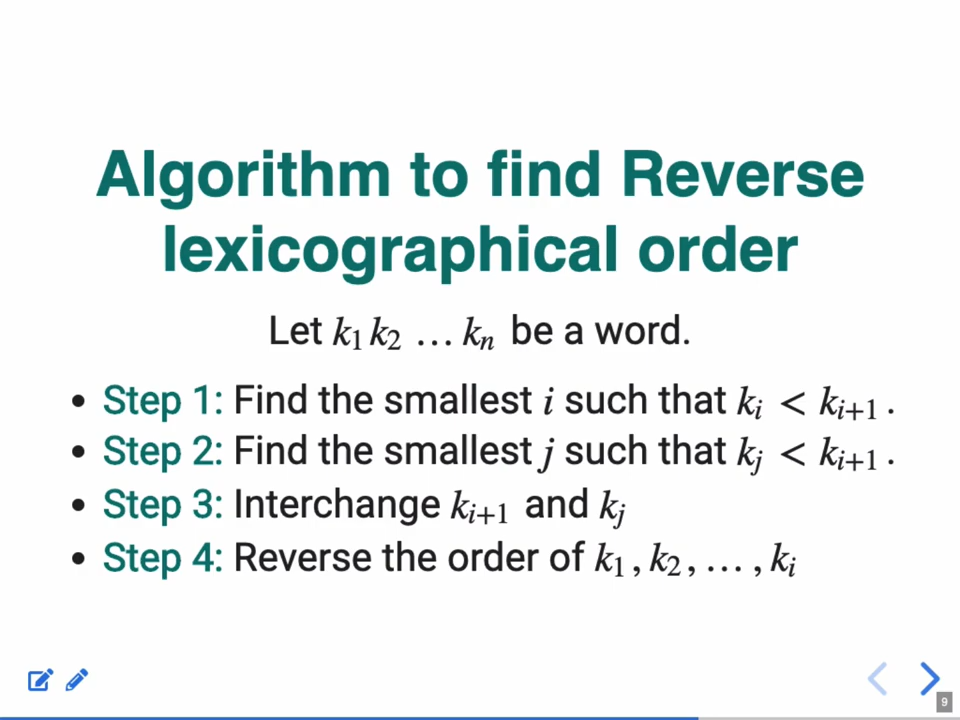 Algorithm to find Reverse
lexicographical order
Let k₁ k₂ … kₙ be a word.
• Step 1: Find the smallest i such that kᵢ < kᵢ₊₁ .
• Step 2: Find the smallest j such that kⱼ < kᵢ₊₁ .
• Step 3: Interchange kᵢ₊₁ and kⱼ
• Step 4: Reverse the order of k₁ , k₂ , … , kᵢ
9